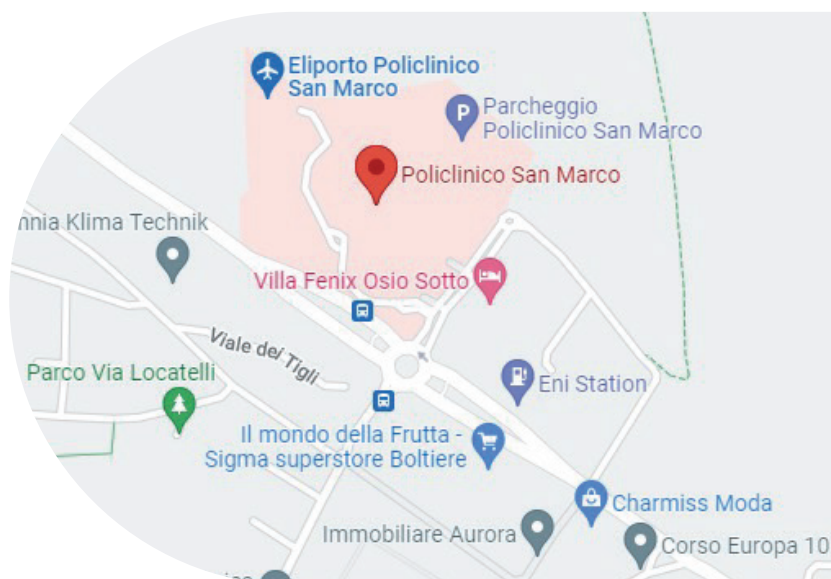 Eliporto Policlinico
San Marco
P
Parcheggio
Policlinico San Marco
Policlinico San Marco
Klima Technik
Villa Fenix Osio Sotto
Viale dei Tigli
Parco Via Locatelli
Eni Station
Il mondo della Frutta -
Sigma superstore Boltiere
Charmiss Moda
Immobiliare Aurora
Corso Europa 10